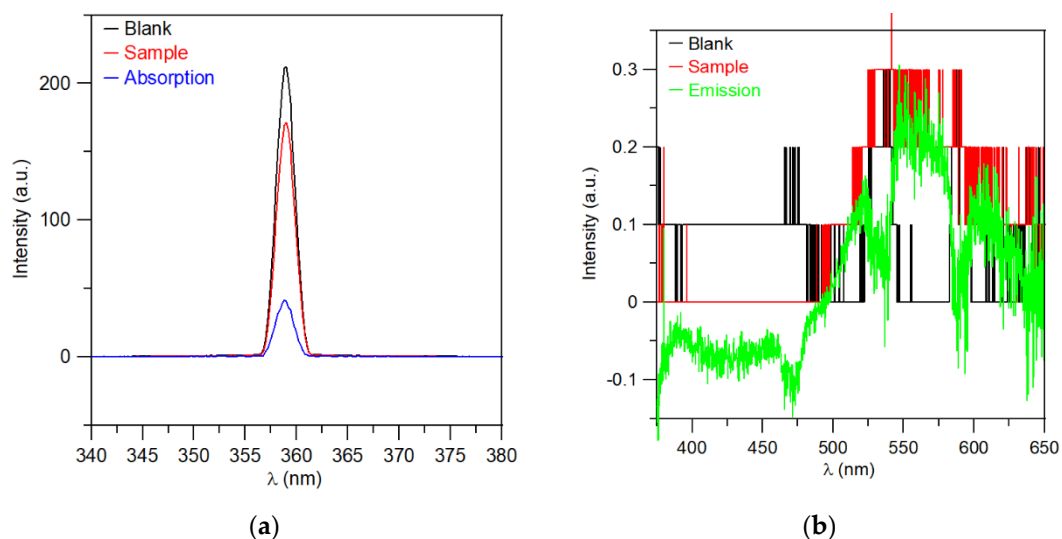 Blank
Sample
Absorption
Intensity (a.u.)
200
100
0
340 345 350 355 360 365 370 375 380
λ (nm)
(a)
Blank
Sample
Emission
Intensity (a.u.)
0.3
0.2
0.1
0
-0.1
400 450 500 550 600 650
λ (nm)
(b)